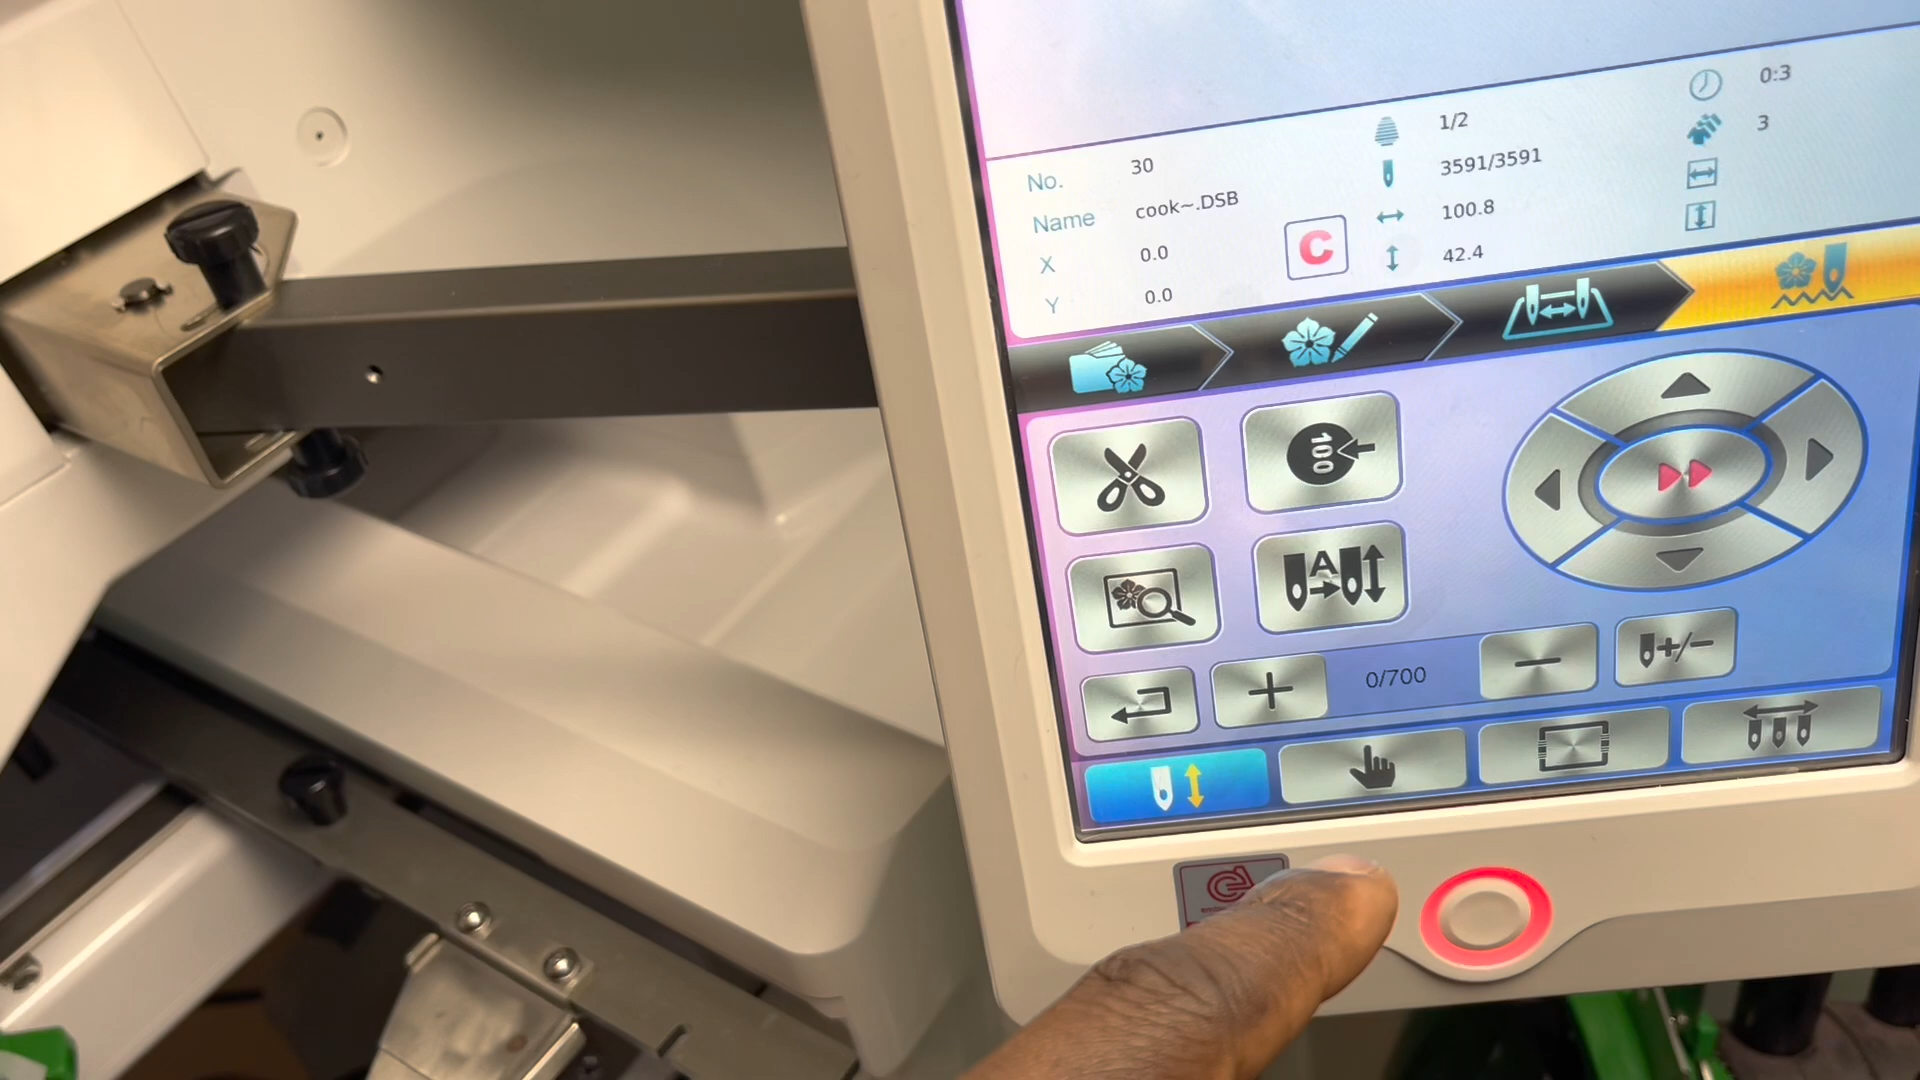 No. 30
Name cook~.DSB
X 0.0
Y 0.0
C
1/2
3591/3591
100.8
42.4
0:3
3
100
A
+ 0/700 − +/−